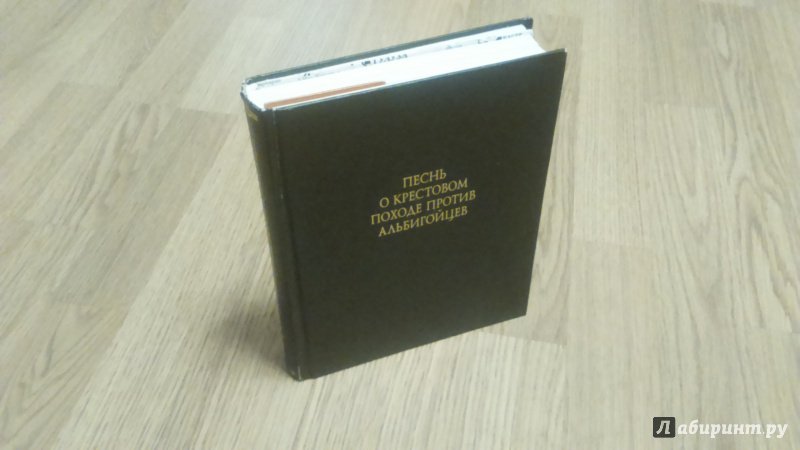 ПЕСНЬ
О КРЕСТОВОМ
ПОХОДЕ ПРОТИВ
АЛЬБИГОЙЦЕВ
Лабиринт.ру